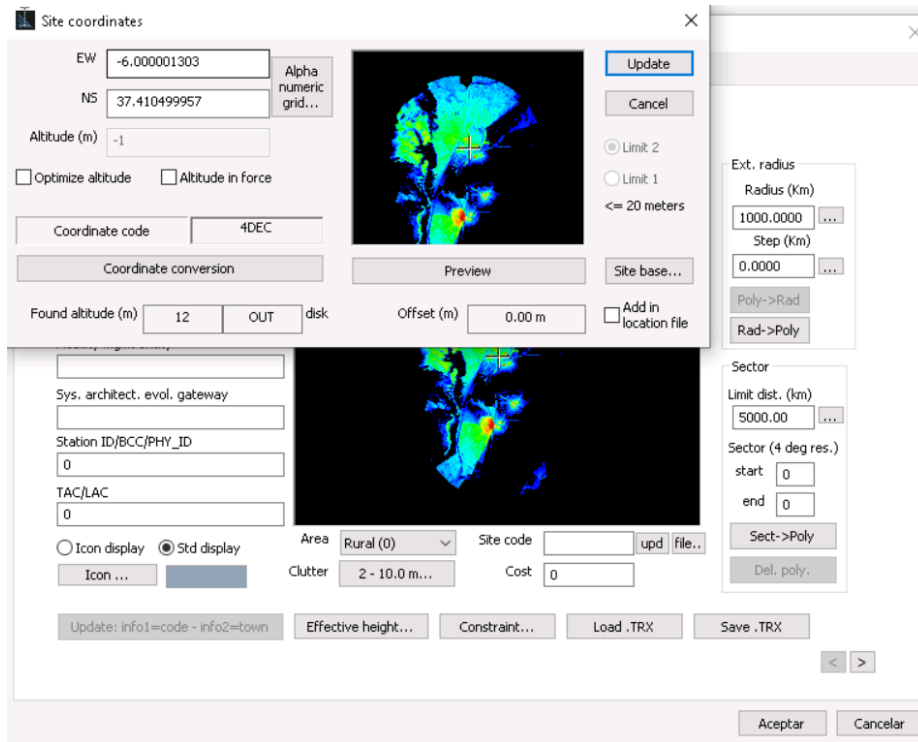 Site coordinates
EW
-6.000001303
Alpha
numeric
grid...
NS
37.410499957
Altitude (m)
-1
Optimize altitude
Altitude in force
Coordinate code
4DEC
Coordinate conversion
Found altitude (m)
12
OUT
disk
Preview
Offset (m)
0.00 m
Update
Cancel
Limit 2
Limit 1
<= 20 meters
Site base...
Add in
location file
Sys. architect. evol. gateway
Station ID/BCC/PHY_ID
0
TAC/LAC
0
Icon display
Std display
Icon ...
Area
Rural (0)
Site code
upd
file..
Clutter
2 - 10.0 m...
Cost
0
Ext. radius
Radius (Km)
1000.0000
...
Step (Km)
0.0000
...
Poly->Rad
Rad->Poly
Sector
Limit dist. (km)
5000.00
...
Sector (4 deg res.)
start
0
end
0
Sect->Poly
Del. poly.
Update: info1=code - info2=town
Effective height...
Constraint...
Load .TRX
Save .TRX
<
>
Aceptar
Cancelar